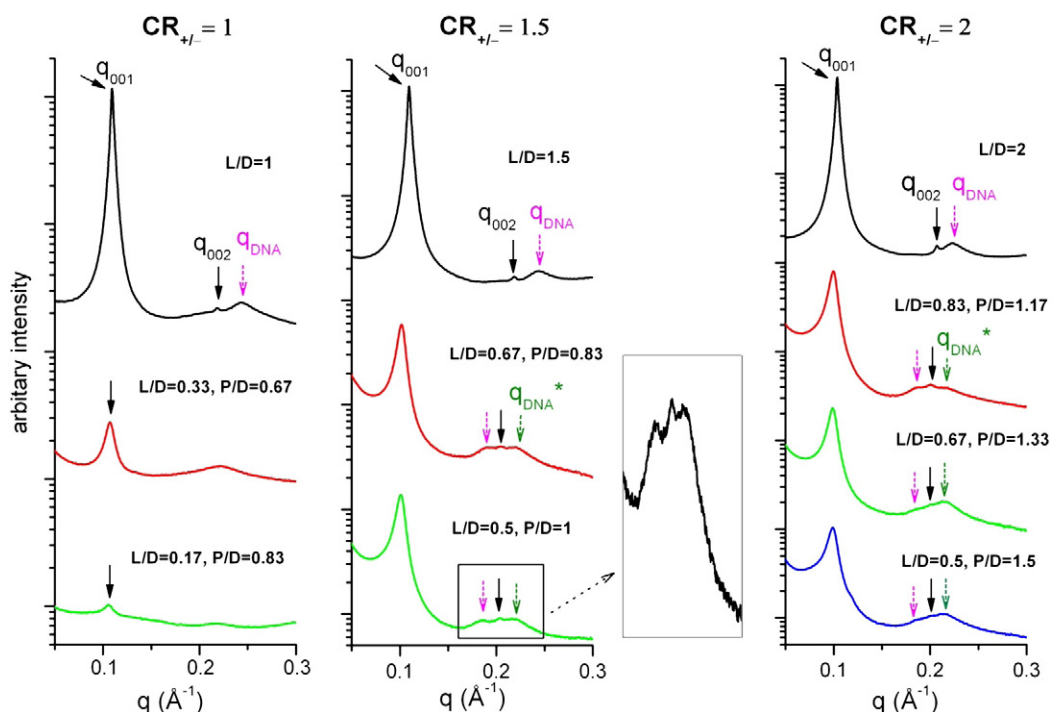 CR+/– = 1
q001
L/D=1
q002
qDNA
L/D=0.33, P/D=0.67
L/D=0.17, P/D=0.83
0.1 0.2 0.3
q (Å-1)
arbitary intensity
CR+/– = 1.5
q001
L/D=1.5
q002
qDNA
L/D=0.67, P/D=0.83
qDNA*
L/D=0.5, P/D=1
0.1 0.2 0.3
q (Å-1)
CR+/– = 2
q001
L/D=2
q002
qDNA
L/D=0.83, P/D=1.17
qDNA*
L/D=0.67, P/D=1.33
L/D=0.5, P/D=1.5
0.1 0.2 0.3
q (Å-1)